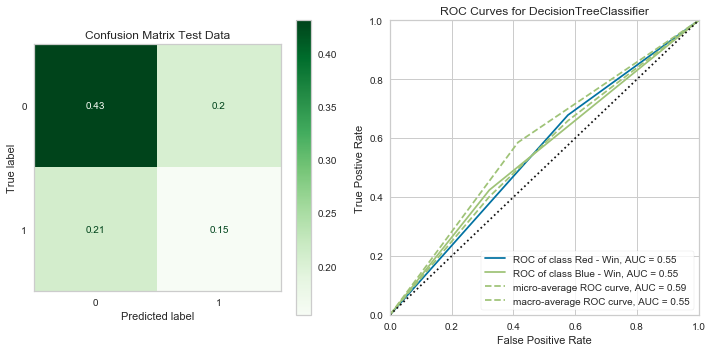 Confusion Matrix Test Data
True label
0
1
0.43
0.2
0.21
0.15
0
1
Predicted label
0.40
0.35
0.30
0.25
0.20
ROC Curves for DecisionTreeClassifier
True Postive Rate
1.0
0.8
0.6
0.4
0.2
0.0
ROC of class Red - Win, AUC = 0.55
ROC of class Blue - Win, AUC = 0.55
micro-average ROC curve, AUC = 0.59
macro-average ROC curve, AUC = 0.55
0.0
0.2
0.4
0.6
0.8
1.0
False Positive Rate